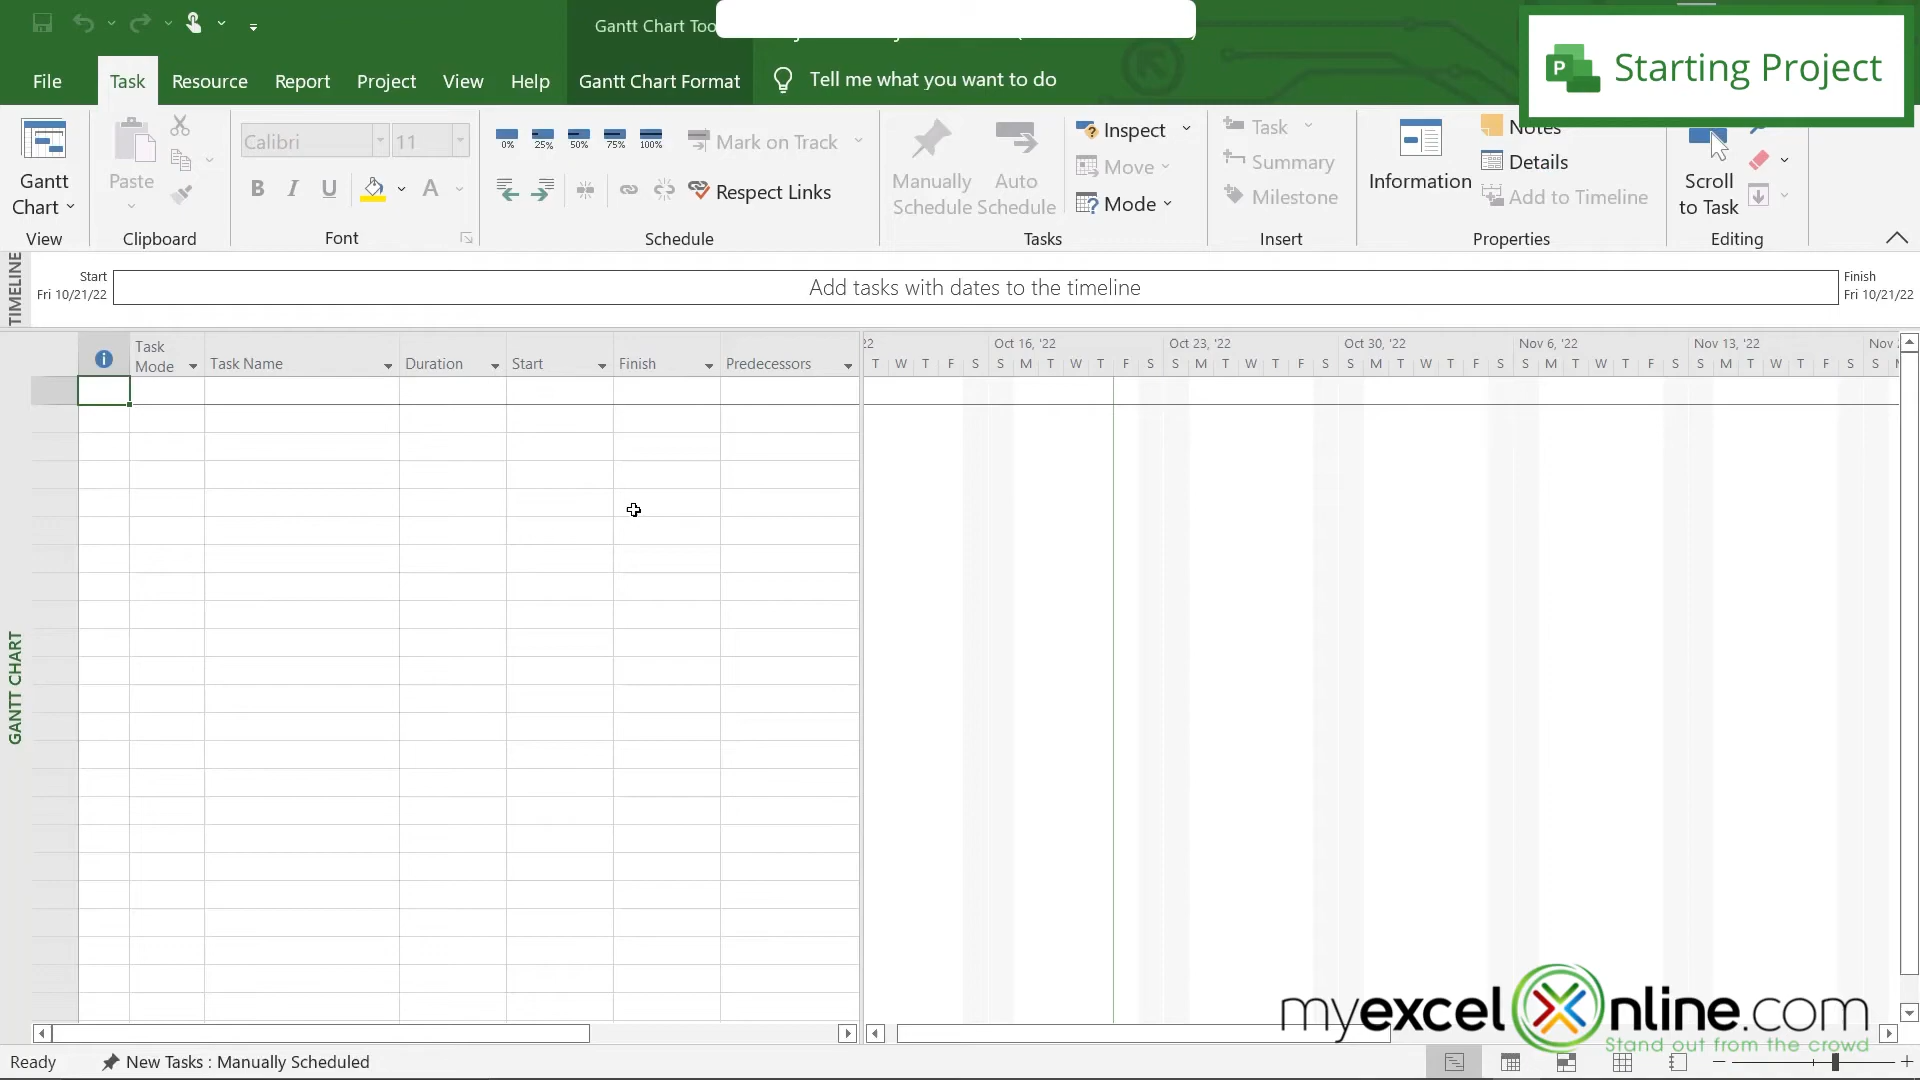 Gantt Chart Too
P Starting Project
File Task Resource Report Project View Help Gantt Chart Format Tell me what you want to do
Gantt
Chart
View
Paste
Clipboard
Calibri 11
B I U A
Font
0% 25% 50% 75% 100% Mark on Track
Respect Links
Schedule
Manually
Schedule
Auto
Schedule
Inspect
Move
Mode
Tasks
Task
Summary
Milestone
Insert
Information
Notes
Details
Add to Timeline
Properties
Scroll
to Task
Editing
TIMELINE
Start
Fri 10/21/22
Add tasks with dates to the timeline
Finish
Fri 10/21/22
Task
Mode
Task Name Duration Start Finish Predecessors
22 Oct 16, '22 Oct 23, '22 Oct 30, '22 Nov 6, '22 Nov 13, '22 Nov
T W T F S S M T W T F S S M T W T F S S M T W T F S S M T W T F S S M T W T F S S M
GANTT CHART
myexcelonline.com
Stand out from the crowd
Ready New Tasks : Manually Scheduled